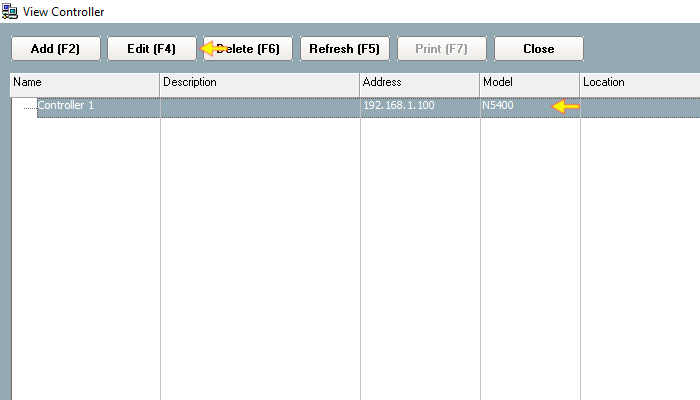 View Controller
Add (F2) Edit (F4) Delete (F6) Refresh (F5) Print (F7) Close
Name Description Address Model Location
Controller 1 192.168.1.100 N5400